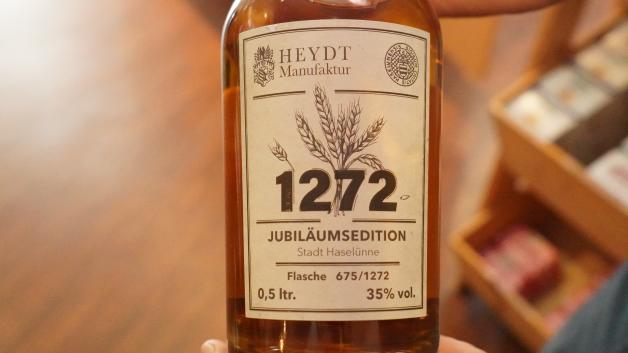 HEYDT
Manufaktur
1272
JUBILÄUMSEDITION
Stadt Haselünne
Flasche 675/1272
0,5 ltr. 35% vol.